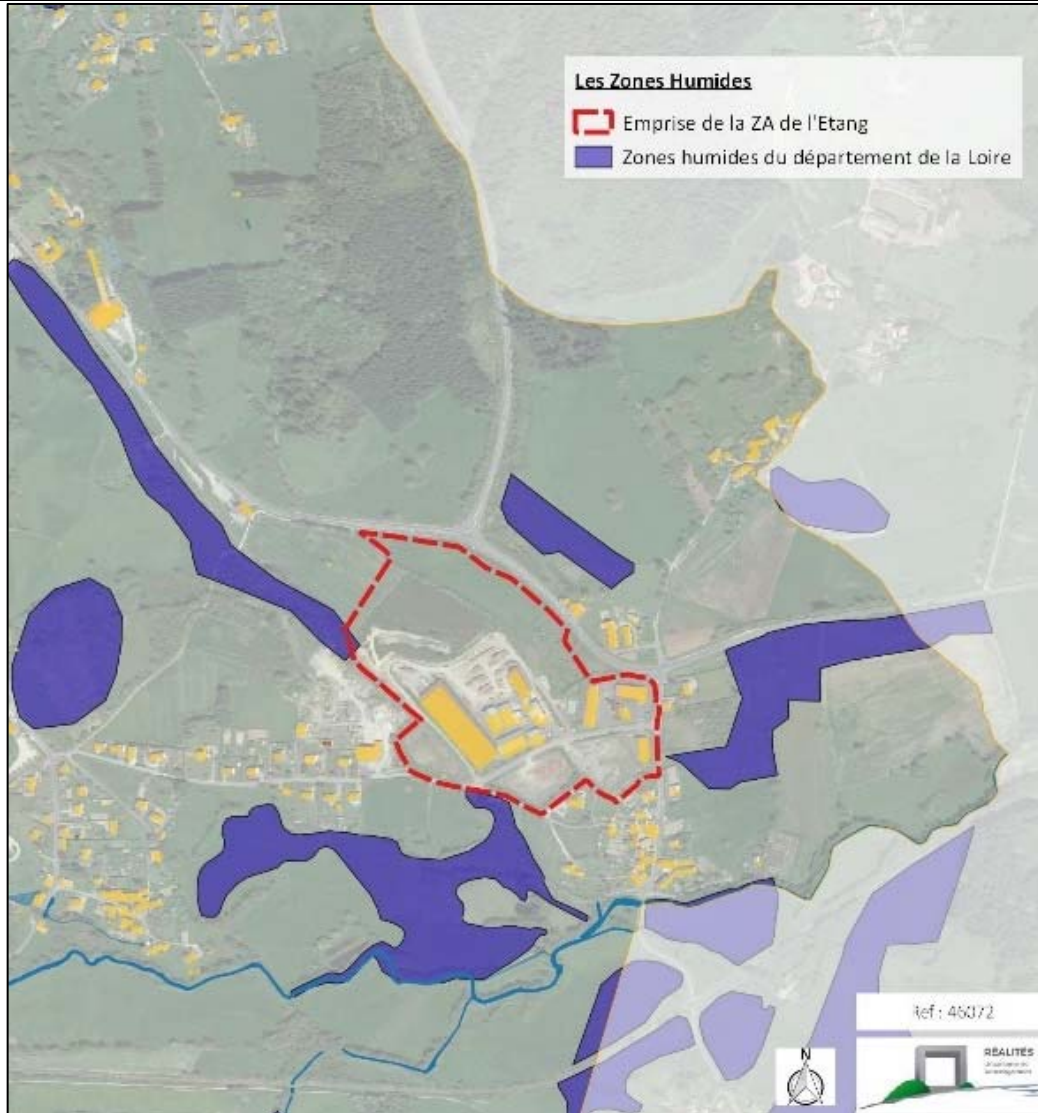 Les Zones Humides
Emprise de la ZA de l'Etang
Zones humides du département de la Loire
Ref : 46072
N
RÉALITÉS